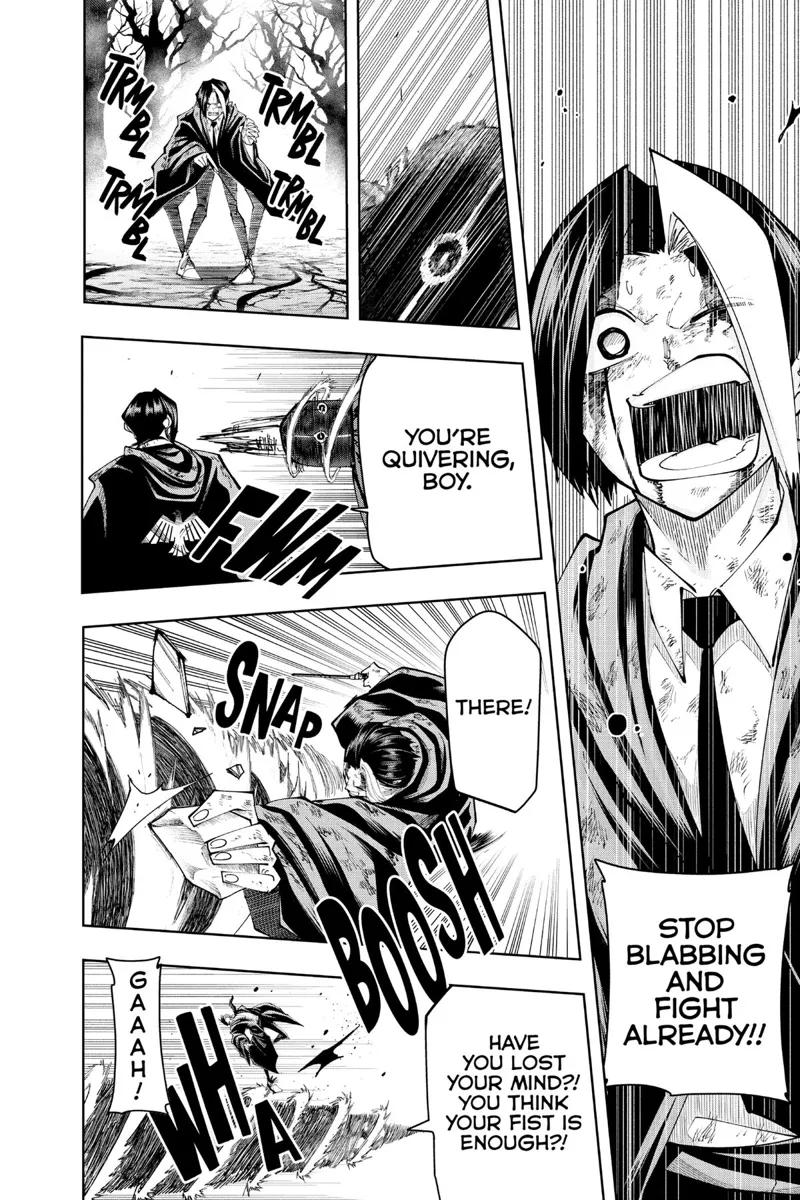 STOP
BLABBING
AND
FIGHT
ALREADY!!
TRMBL
TRMBL
TRMBL
TRMBL
YOU'RE
QUIVERING,
BOY.
FWM
THERE!
SNAP
BOOSH
HAVE
YOU LOST
YOUR MIND?!
YOU THINK
YOUR FIST IS
ENOUGH?!
WHA
GAAAH!